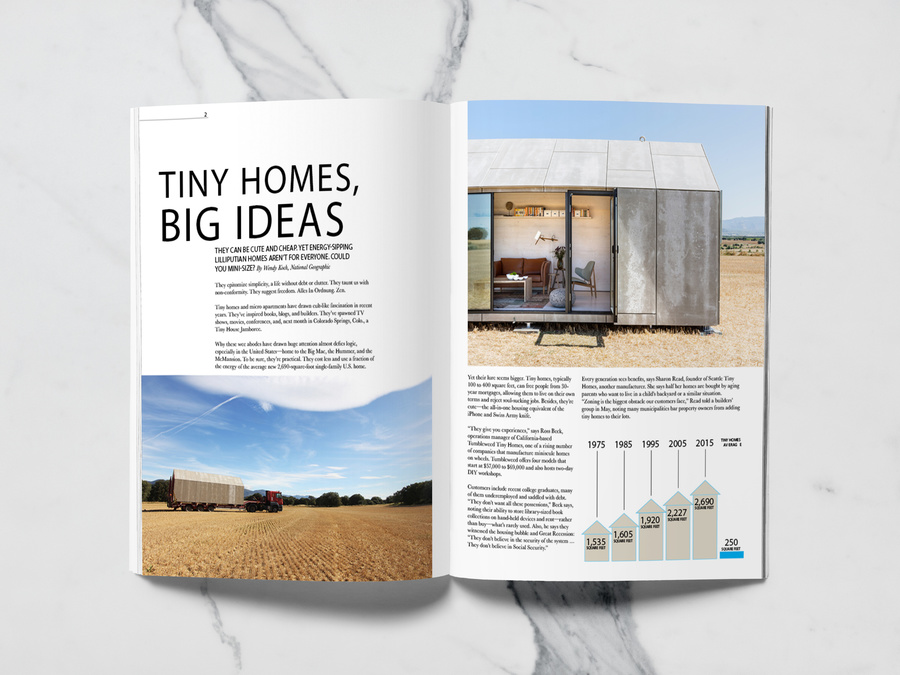 2
TINY HOMES,
BIG IDEAS
THEY CAN BE CUTE AND CHEAP. YET ENERGY-SIPPING
LILLIPUTIAN HOMES AREN'T FOR EVERYONE. COULD
YOU MINI-SIZE? By Wendy Koch, National Geographic
They epitomize simplicity, a life without debt or clutter. They taunt us with
non-conformity. They suggest freedom. Alles In Ordnung. Zen.
Tiny homes and micro apartments have drawn cult-like fascination in recent
years. They've inspired books, blogs, and builders. They've spawned TV
shows, movies, conferences, and, next month in Colorado Springs, Colo., a
Tiny House Jamboree.
Why these wee abodes have drawn huge attention almost defies logic,
especially in the United States—home to the Big Mac, the Hummer, and the
McMansion. To be sure, they're practical. They cost less and use a fraction of
the energy of the average new 2,690-square-foot single-family U.S. home.
Yet their lure seems bigger. Tiny homes, typically
100 to 400 square feet, can free people from 30-
year mortgages, allowing them to live on their own
terms and reject soul-sucking jobs. Besides, they're
cute—the all-in-one housing equivalent of the
iPhone and Swiss Army knife.
"They give you experiences," says Ross Beck,
operations manager of California-based
Tumbleweed Tiny Homes, one of a rising number
of companies that manufacture miniscule homes
on wheels. Tumbleweed offers four models that
start at $57,000 to $69,000 and also hosts two-day
DIY workshops.
Customers include recent college graduates, many
of them underemployed and saddled with debt.
"They don't want all these possessions," Beck says,
noting their ability to store library-sized book
collections on hand-held devices and rent—rather
than buy—what's rarely used. Also, he says they
witnessed the housing bubble and Great Recession:
"They don't believe in the security of the system ...
They don't believe in Social Security."
Every generation sees benefits, says Sharon Read, founder of Seattle Tiny
Homes, another manufacturer. She says half her homes are bought by aging
parents who want to live in a child's backyard or a similar situation.
"Zoning is the biggest obstacle our customers face," Read told a builders'
group in May, noting many municipalities bar property owners from adding
tiny homes to their lots.
1975 1985 1995 2005 2015 TINY HOMES
AVERAG E
1,535
SQUARE FEET
1,605
SQUARE FEET
1,920
SQUARE FEET
2,227
SQUARE FEET
2,690
SQUARE FEET
250
SQUARE FEET